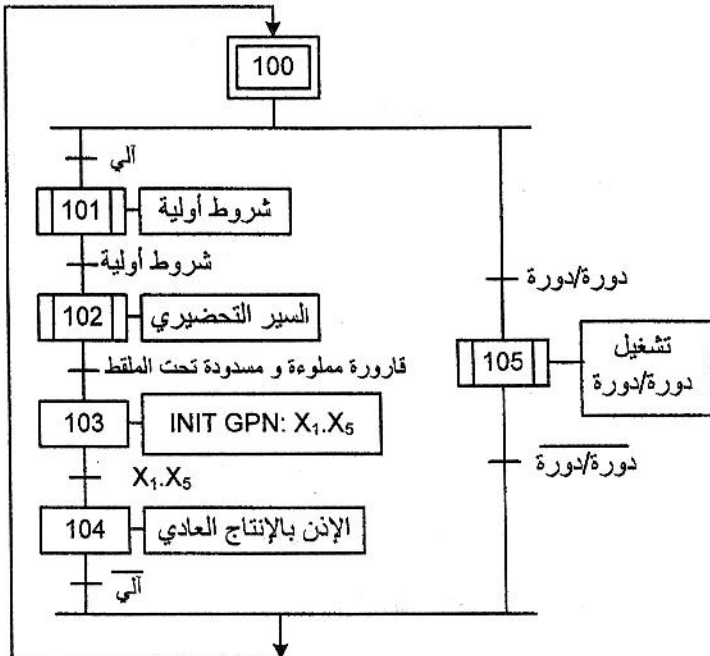 100
آلي
101
شروط أولية
شروط أولية
102
السير التحضيري
قارورة مملوءة و مسدودة تحت الملقط
103
INIT GPN: X₁.X₅
X₁.X₅
104
الإذن بالإنتاج العادي
آلي
دورة/دورة
105
تشغيل
دورة/دورة
دورة/دورة